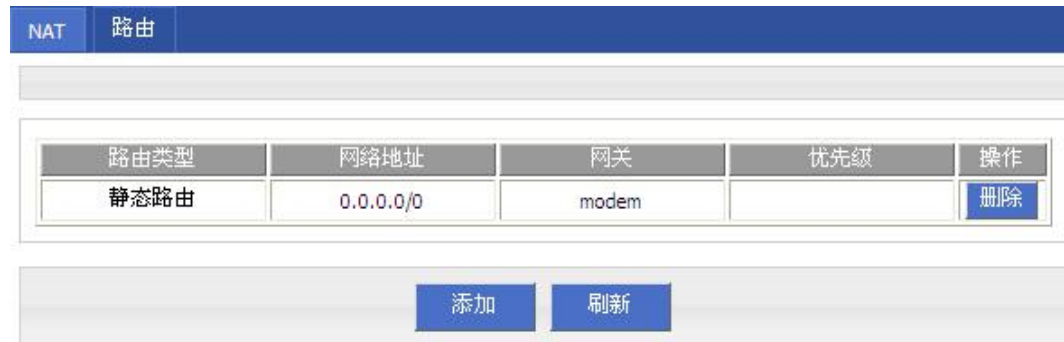 NAT 路由
路由类型 网络地址 网关 优先级 操作
静态路由 0.0.0.0/0 modem 删除
添加 刷新